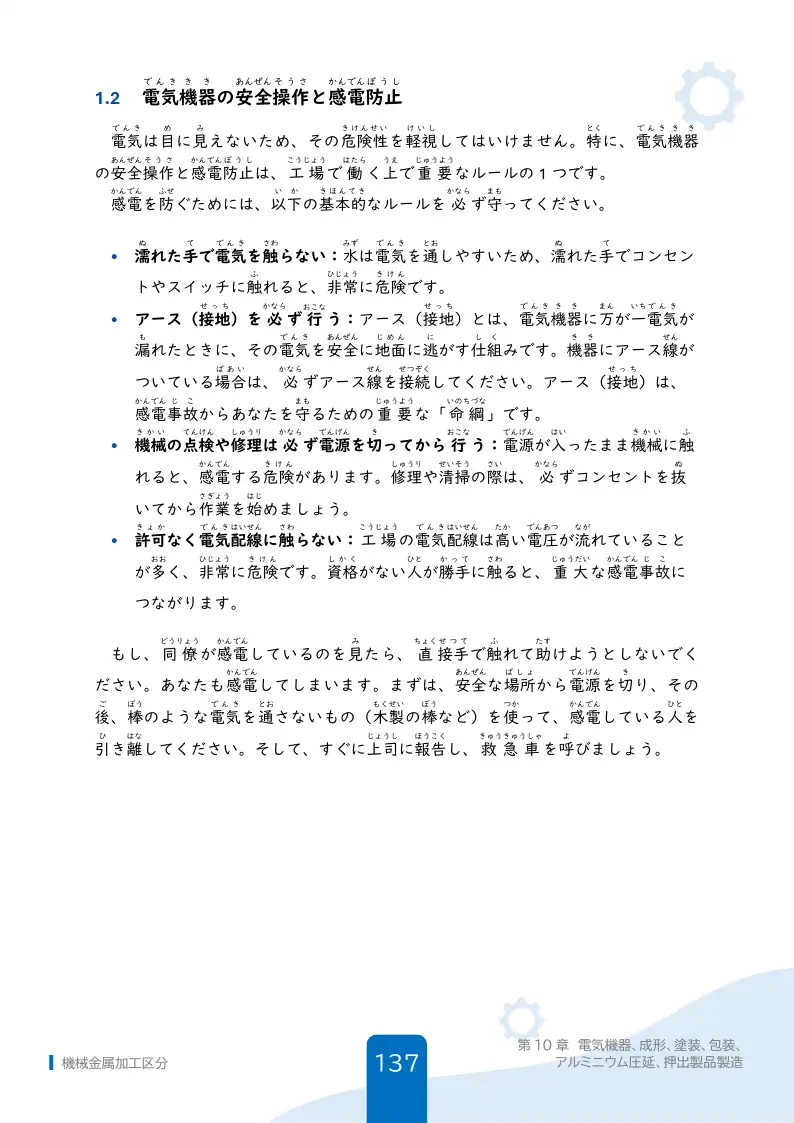 1.2 電気機器の安全操作と感電防止
電気は目に見えないため、その危険性を軽視してはいけません。特に、電気機器
の安全操作と感電防止は、工場で働く上で重要なルールの1つです。
感電を防ぐためには、以下の基本的なルールを必ず守ってください。
• 濡れた手で電気を触らない：水は電気を通しやすいため、濡れた手でコンセン
トやスイッチに触れると、非常に危険です。
• アース（接地）を必ず行う：アース（接地）とは、電気機器に万が一電気が
漏れたときに、その電気を安全に地面に逃がす仕組みです。機器にアース線が
ついている場合は、必ずアース線を接続してください。アース（接地）は、
感電事故からあなたを守るための重要な「命綱」です。
• 機械の点検や修理は必ず電源を切ってから行う：電源が入ったまま機械に触
れると、感電する危険があります。修理や清掃の際は、必ずコンセントを抜
いてから作業を始めましょう。
• 許可なく電気配線に触らない：工場の電気配線は高い電圧が流れていること
が多く、非常に危険です。資格がない人が勝手に触ると、重大な感電事故に
つながります。
もし、同僚が感電しているのを見たら、直接手で触れて助けようとしないでく
ださい。あなたも感電してしまいます。まずは、安全な場所から電源を切り、その
後、棒のような電気を通さないもの（木製の棒など）を使って、感電している人を
引き離してください。そして、すぐに上司に報告し、救急車を呼びましょう。
機械金属加工区分
137
第10章 電気機器、成形、塗装、包装、
アルミニウム圧延、押出製品製造